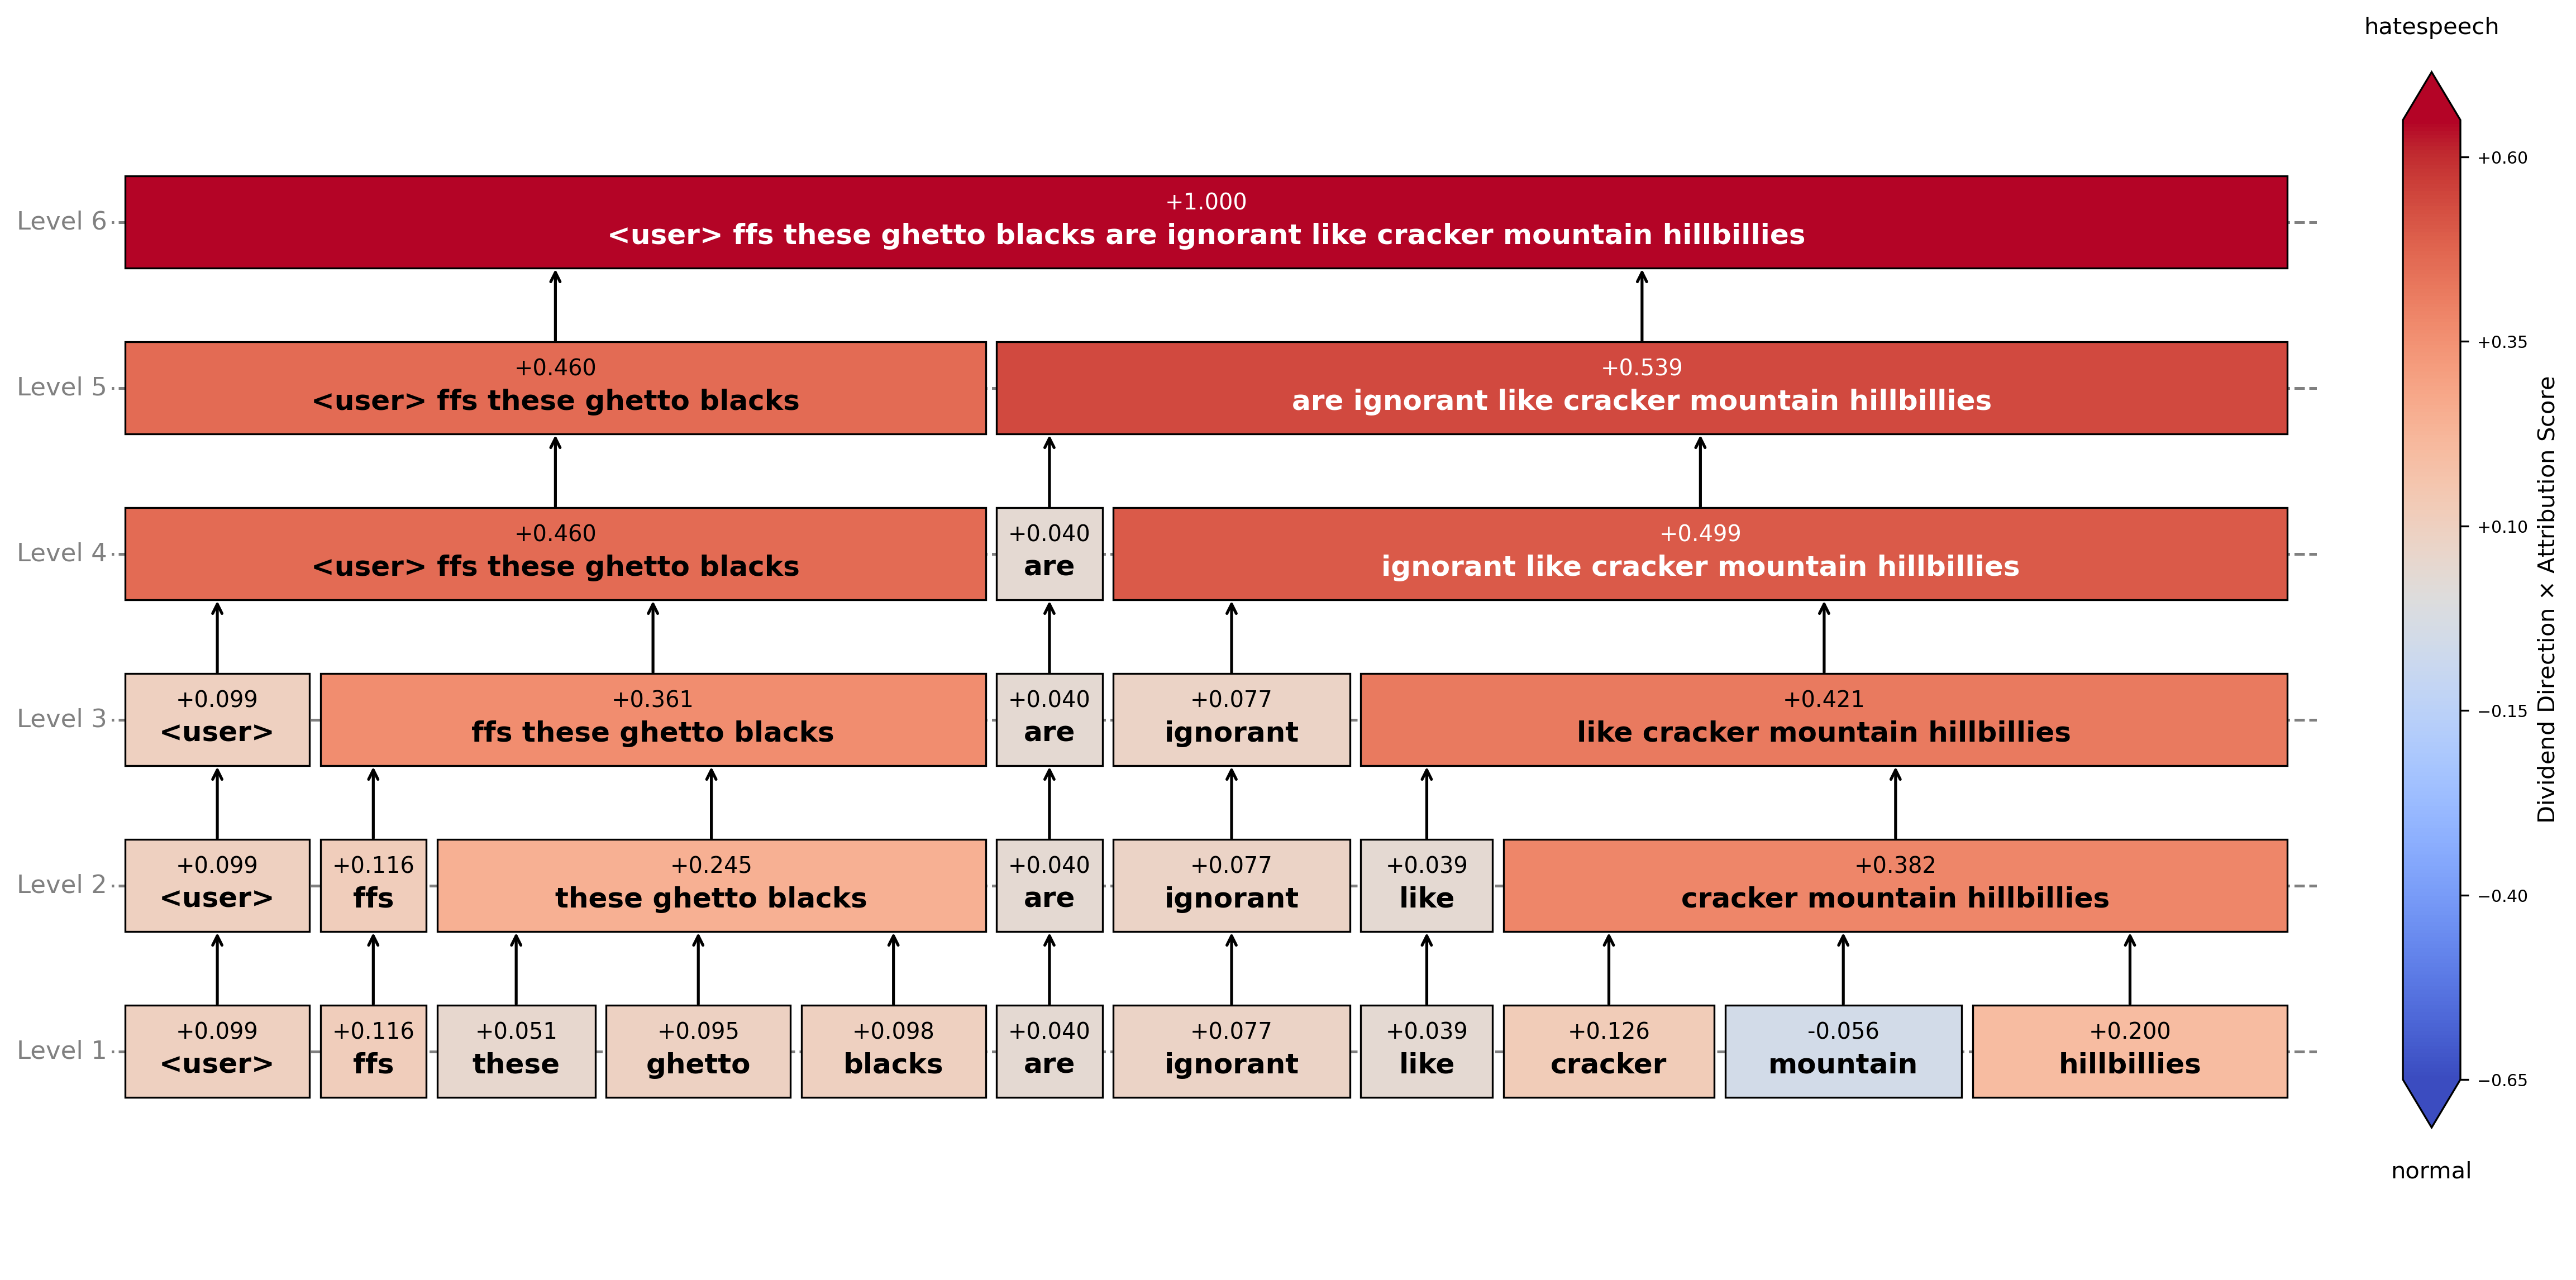 hatespeech
+1.000
Level 6
<user> ffs these ghetto blacks are ignorant like cracker mountain hillbillies
+0.460
+0.539
Level 5
<user> ffs these ghetto blacks
are ignorant like cracker mountain hillbillies
+0.460
+0.040
+0.499
Level 4
<user> ffs these ghetto blacks
are
ignorant like cracker mountain hillbillies
+0.099
+0.361
+0.040
+0.077
+0.421
Level 3
<user>
ffs these ghetto blacks
are
ignorant
like cracker mountain hillbillies
+0.099
+0.116
+0.245
+0.040
+0.077
+0.039
+0.382
Level 2
<user>
ffs
these ghetto blacks
are
ignorant
like
cracker mountain hillbillies
+0.099
+0.116
+0.051
+0.095
+0.098
+0.040
+0.077
+0.039
+0.126
-0.056
+0.200
Level 1
<user>
ffs
these
ghetto
blacks
are
ignorant
like
cracker
mountain
hillbillies
+0.60
+0.35
+0.10
−0.15
−0.40
−0.65
Dividend Direction × Attribution Score
normal